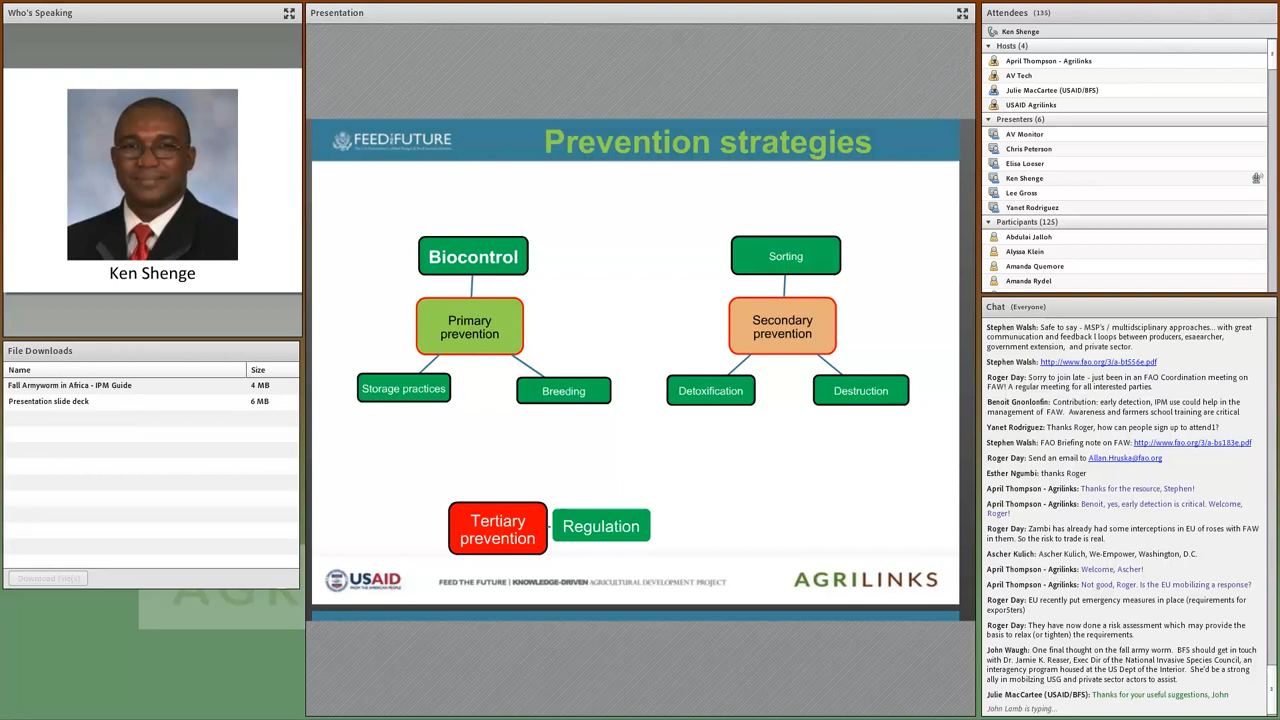 Who's Speaking
Ken Shenge
File Downloads
Name Size
Fall Armyworm in Africa - IPM Guide 4 MB
Presentation slide deck 6 MB
Download File(s)
Presentation
FEED THE FUTURE
Prevention strategies
Biocontrol
Primary
prevention
Storage practices
Breeding
Sorting
Secondary
prevention
Detoxification
Destruction
Tertiary
prevention
Regulation
USAID
FROM THE AMERICAN PEOPLE
FEED THE FUTURE | KNOWLEDGE-DRIVEN AGRICULTURAL DEVELOPMENT PROJECT
AGRILINKS
Attendees (135)
Ken Shenge
Hosts (4)
April Thompson - Agrilinks
AV Tech
Julie MacCartee (USAID/BFS)
USAID Agrilinks
Presenters (6)
AV Monitor
Chris Peterson
Elisa Loeser
Ken Shenge
Lee Gross
Yanet Rodriguez
Participants (125)
Abdulai Jalloh
Alyssa Klein
Amanda Quemore
Amanda Rydel
Chat (Everyone)
Stephen Walsh: Safe to say - MSP's / multidsciplinary approaches... with great
communication and feedback l loops between producers, esearcher,
government extension, and private sector.
Stephen Walsh: http://www.fao.org/3/a-bt556e.pdf
Roger Day: Sorry to join late - just been in an FAO Coordination meeting on
FAW! A regular meeting for all interested parties.
Benoit Gnonlonfin: Contribution: early detection, IPM use could help in the
management of FAW. Awareness and farmers school training are critical
Yanet Rodriguez: Thanks Roger, how can people sign up to attend1?
Stephen Walsh: FAO Briefing note on FAW: http://www.fao.org/3/a-bs183e.pdf
Roger Day: Send an email to Allan.Hruska@fao.org
Esther Ngumbi: thanks Roger
April Thompson - Agrilinks: Thanks for the resource, Stephen!
April Thompson - Agrilinks: Benoit, yes, early detection is critical. Welcome,
Roger!
Roger Day: Zambi has already had some interceptions in EU of roses with FAW
in them. So the risk to trade is real.
Ascher Kulich: Ascher Kulich, We-Empower, Washington, D.C.
April Thompson - Agrilinks: Welcome, Ascher!
April Thompson - Agrilinks: Not good, Roger. Is the EU mobilizing a response?
Roger Day: EU recently put emergency measures in place (requirements for
exporSters)
Roger Day: They have now done a risk assessment which may provide the
basis to relax (or tighten) the requirements.
John Waugh: One final thought on the fall army worm. BFS should get in touch
with Dr. Jamie K. Reaser, Exec Dir of the National Invasive Species Council, an
interagency program housed at the US Dept of the Interior. She'd be a strong
ally in mobilzing USG and private sector actors to assist.
Julie MacCartee (USAID/BFS): Thanks for your useful suggestions, John
John Lamb is typing...